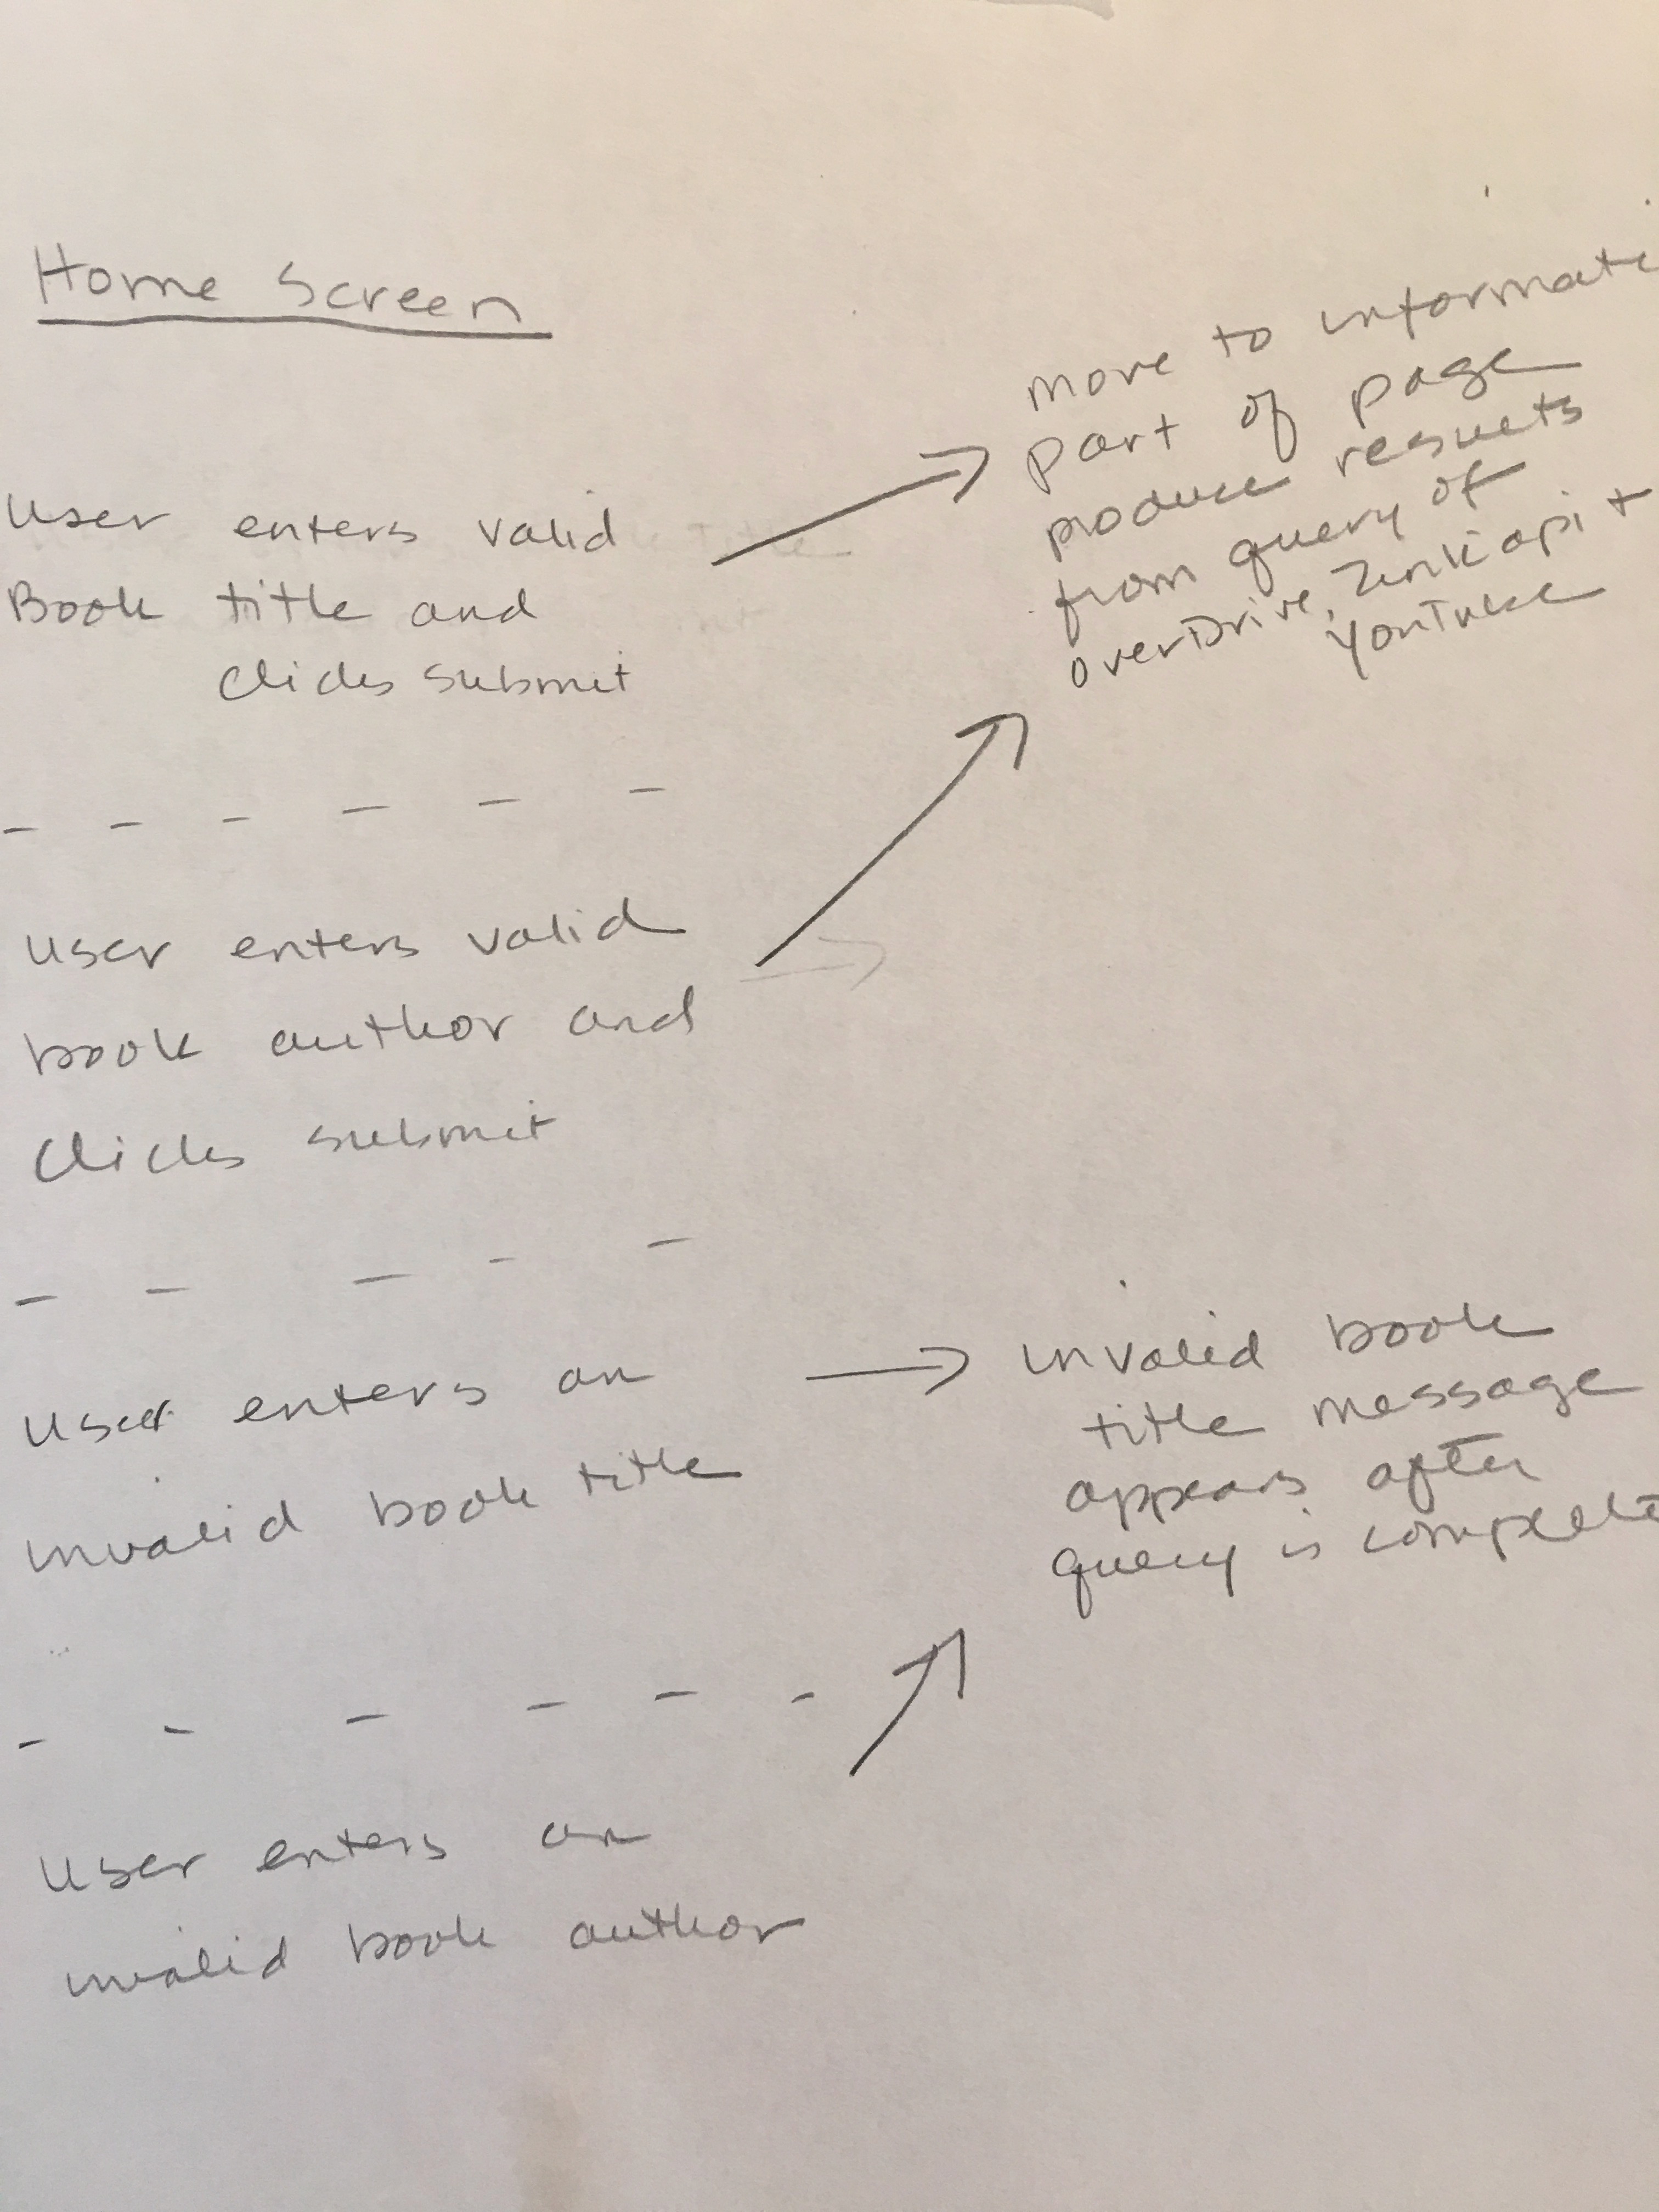 Home Screen
User enters valid
Book title and
clicks submit
move to informati
part of page
produce results
from query of
overDrive, Zinki api +
YouTube
User enters valid
book author and
clicks submit
User enters an
invalid book title
invalid book
title message
appears after
query is complete
User enters an
invalid book author